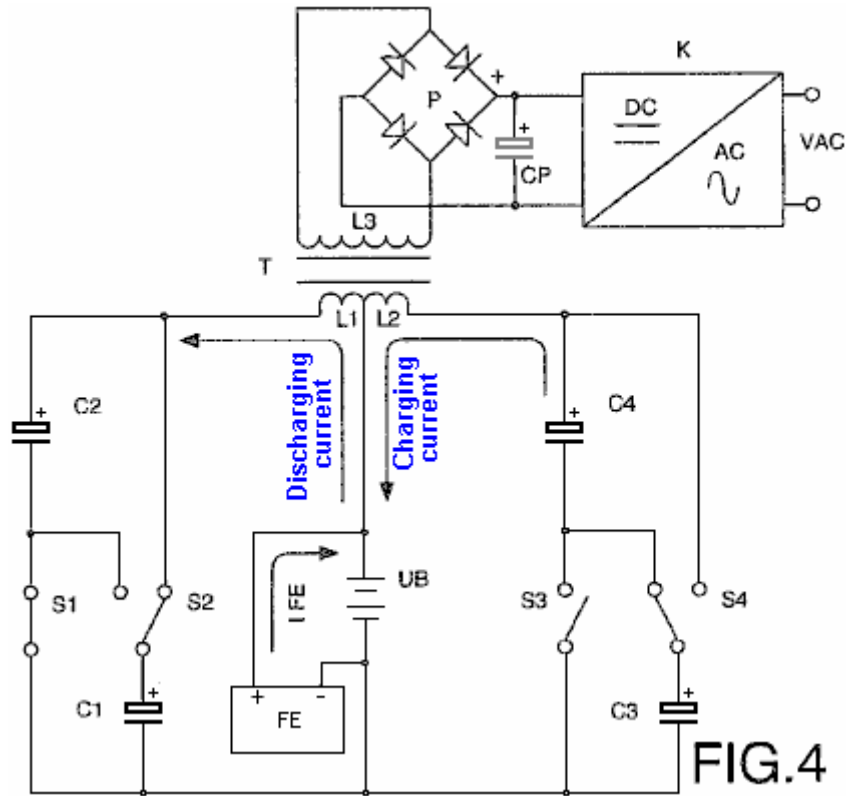 K
+
P
DC
AC
VAC
+
CP
L3
T
L1 L2
Discharging current
Charging current
C2
+
C4
+
S1
S2
I FE
UB
S3
S4
C1
+
+ -
FE
C3
+
FIG.4